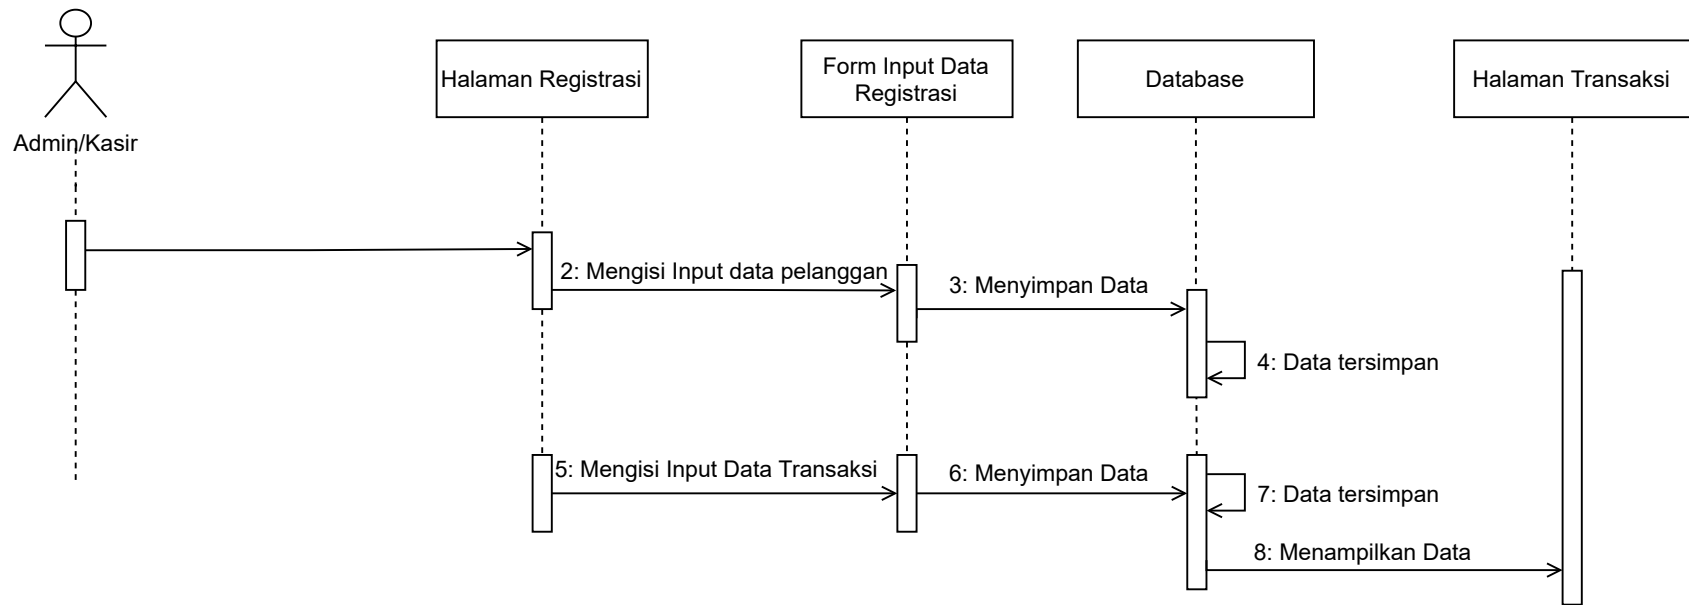 Halaman Registrasi
Form Input Data
Registrasi
Database
Halaman Transaksi
Admin/Kasir
2: Mengisi Input data pelanggan
3: Menyimpan Data
4: Data tersimpan
5: Mengisi Input Data Transaksi
6: Menyimpan Data
7: Data tersimpan
8: Menampilkan Data